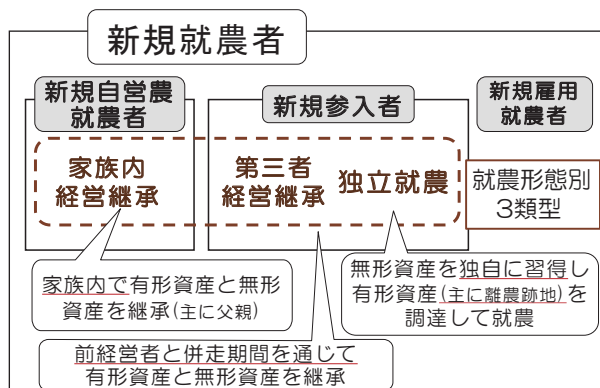 新規就農者
新規自営農
就農者
新規参入者
新規雇用
就農者
家族内
経営継承
第三者
経営継承
独立就農
就農形態別
3類型
家族内で有形資産と無形
資産を継承(主に父親)
無形資産を独自に習得し
有形資産(主に離農跡地)を
調達して就農
前経営者と併走期間を通じて
有形資産と無形資産を継承